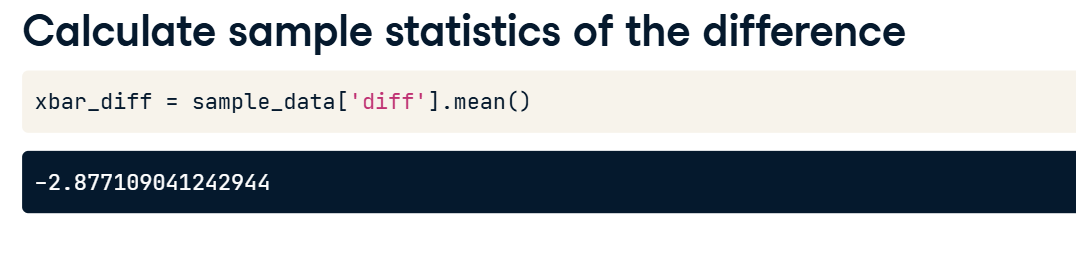 Calculate sample statistics of the difference
xbar_diff = sample_data['diff'].mean()
-2.877109041242944